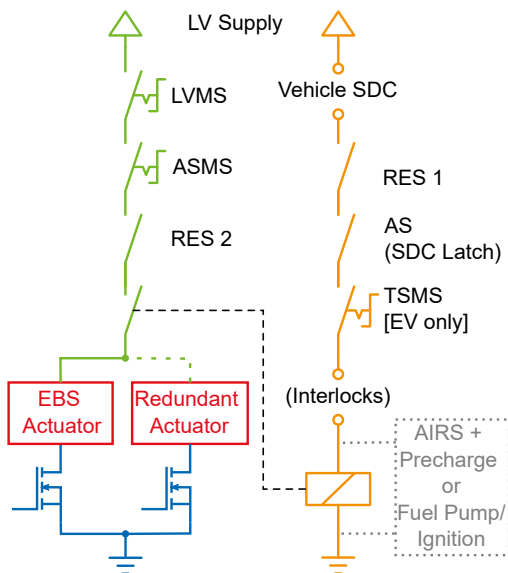 LV Supply
LVMS
Vehicle SDC
ASMS
RES 1
RES 2
AS
(SDC Latch)
TSMS
[EV only]
EBS
Actuator
Redundant
Actuator
(Interlocks)
AIRS +
Precharge
or
Fuel Pump/
Ignition